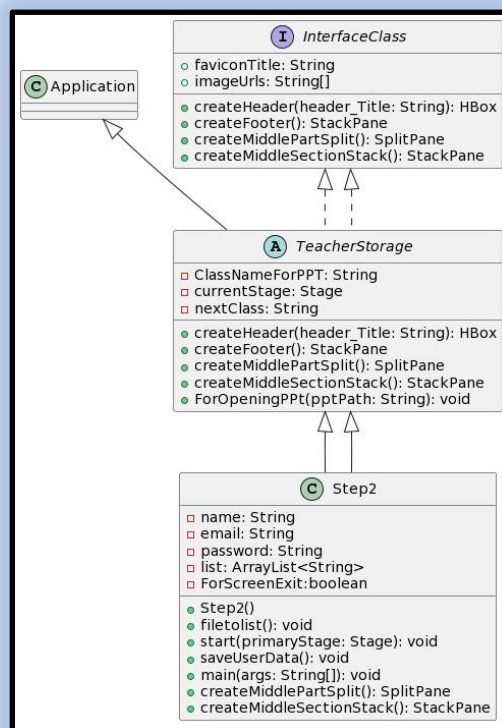 I InterfaceClass
faviconTitle: String
imageUrls: String[]
createHeader(header_Title: String): HBox
createFooter(): StackPane
createMiddlePartSplit(): SplitPane
createMiddleSectionStack(): StackPane
C Application
A TeacherStorage
ClassNameForPPT: String
currentStage: Stage
nextClass: String
createHeader(header_Title: String): HBox
createFooter(): StackPane
createMiddlePartSplit(): SplitPane
createMiddleSectionStack(): StackPane
ForOpeningPPt(pptPath: String): void
C Step2
name: String
email: String
password: String
list: ArrayList<String>
ForScreenExit:boolean
Step2()
filetolist(): void
start(primaryStage: Stage): void
saveUserData(): void
main(args: String[]): void
createMiddlePartSplit(): SplitPane
createMiddleSectionStack(): StackPane